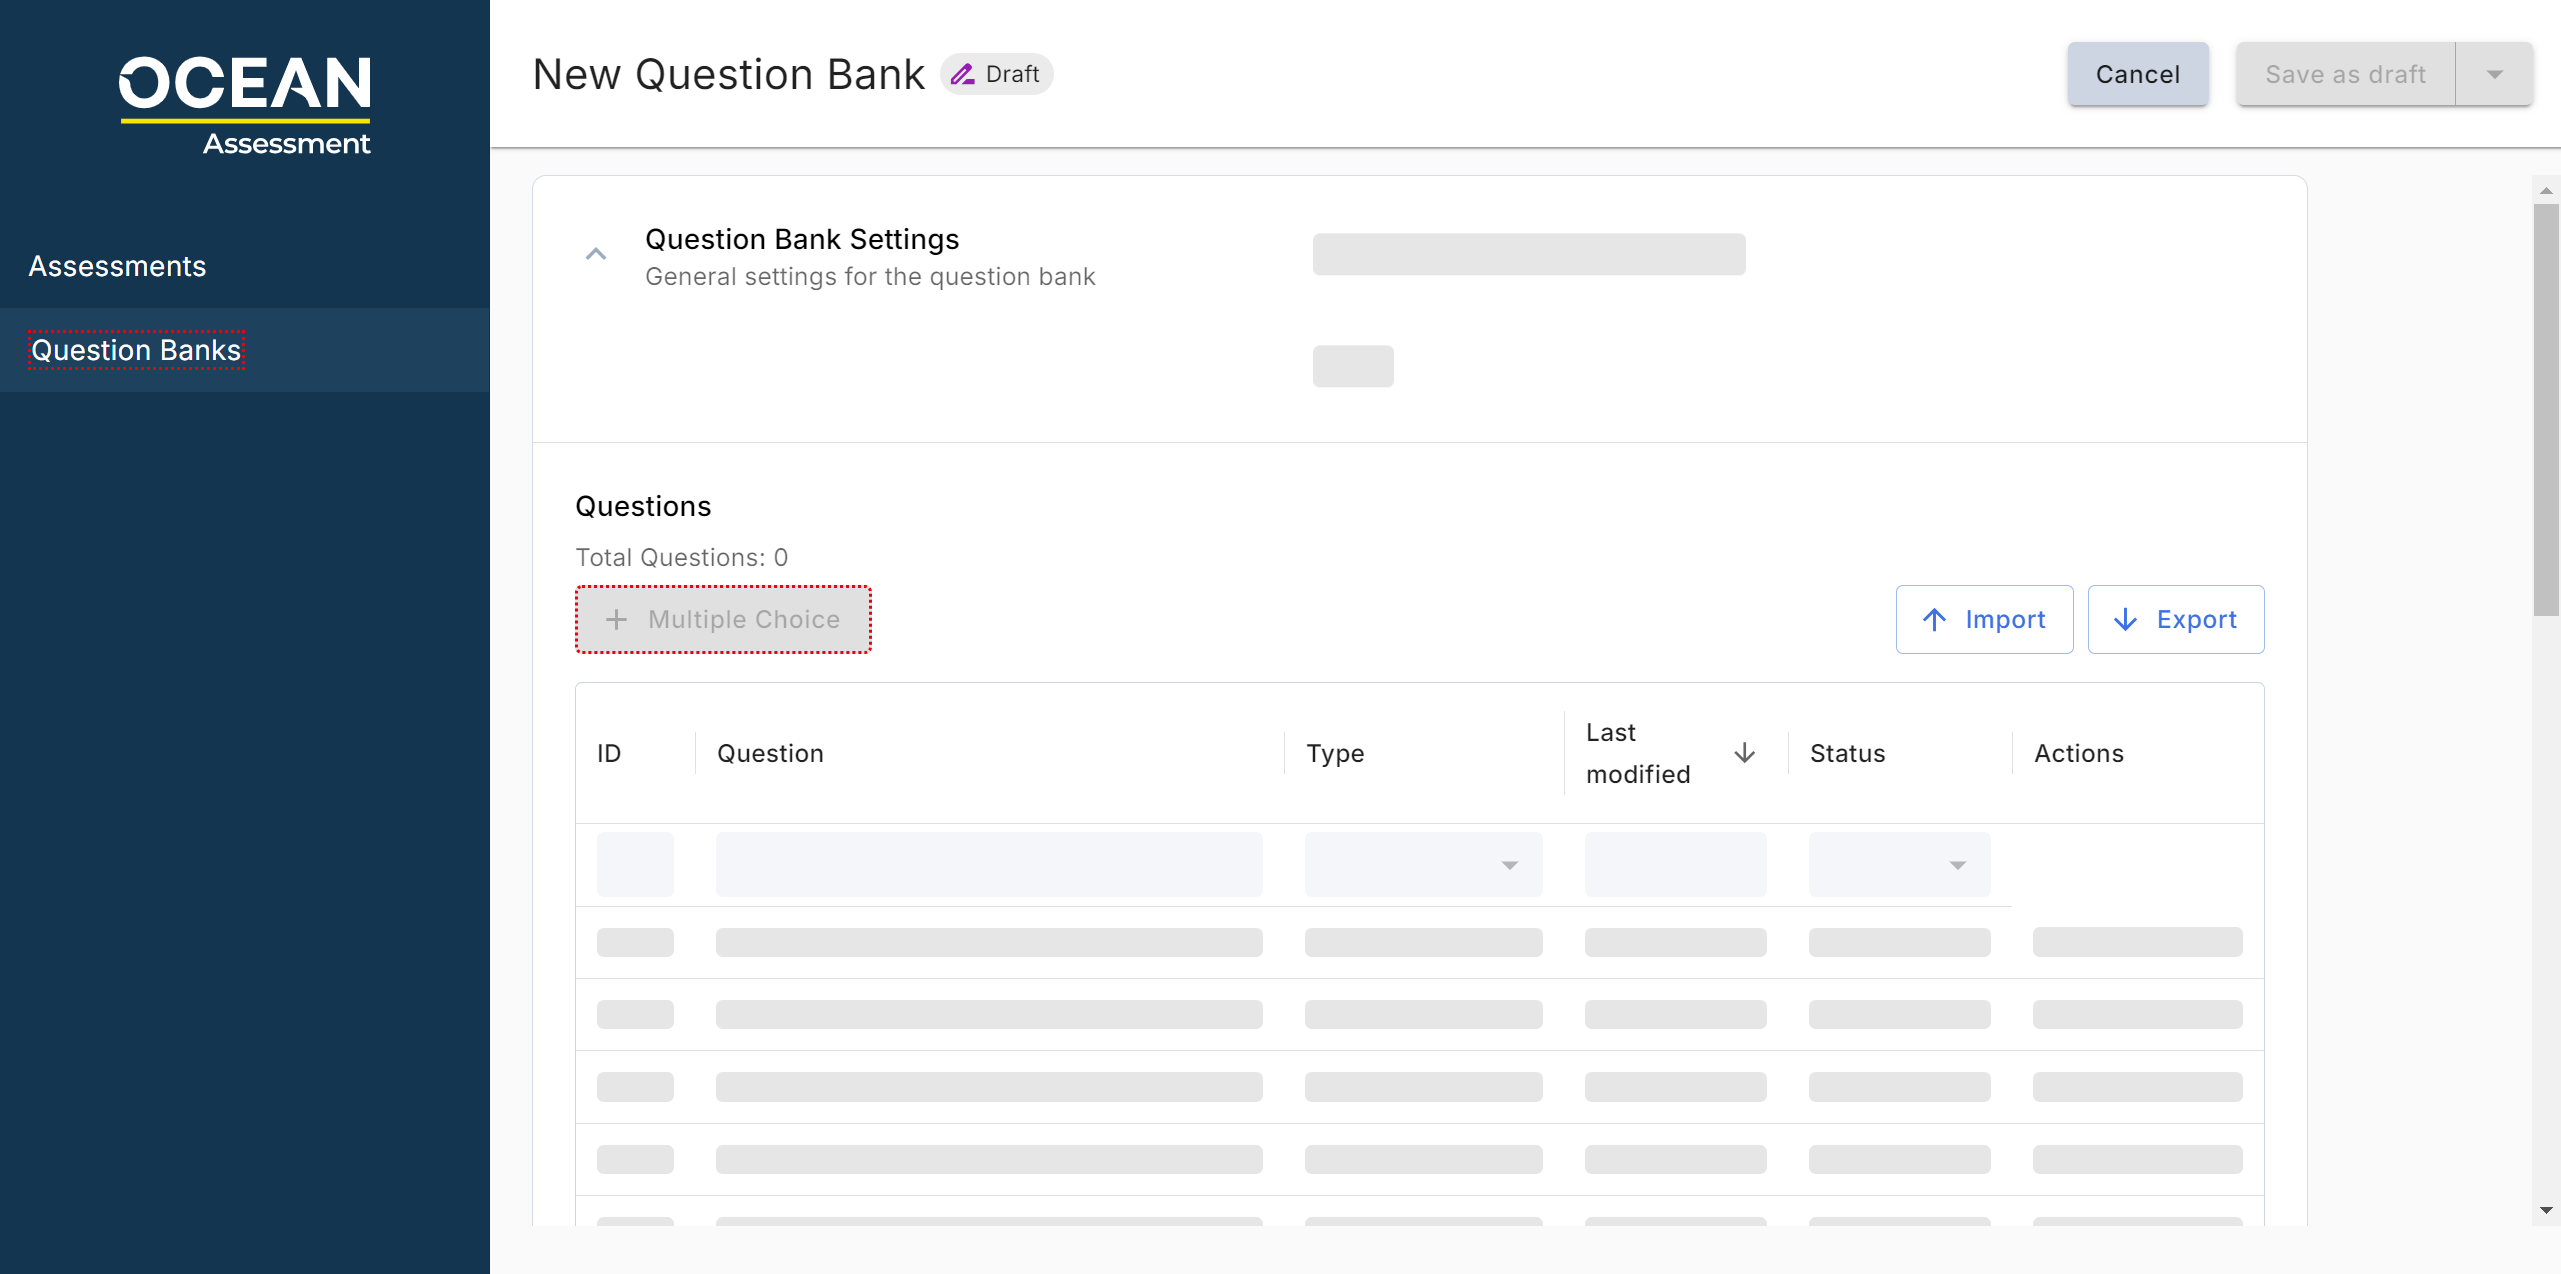 OCEAN
Assessment
Assessments
Question Banks
New Question Bank
Draft
Cancel
Save as draft
Question Bank Settings
General settings for the question bank
Questions
Total Questions: 0
Multiple Choice
Import
Export
ID
Question
Type
Last
modified
Status
Actions